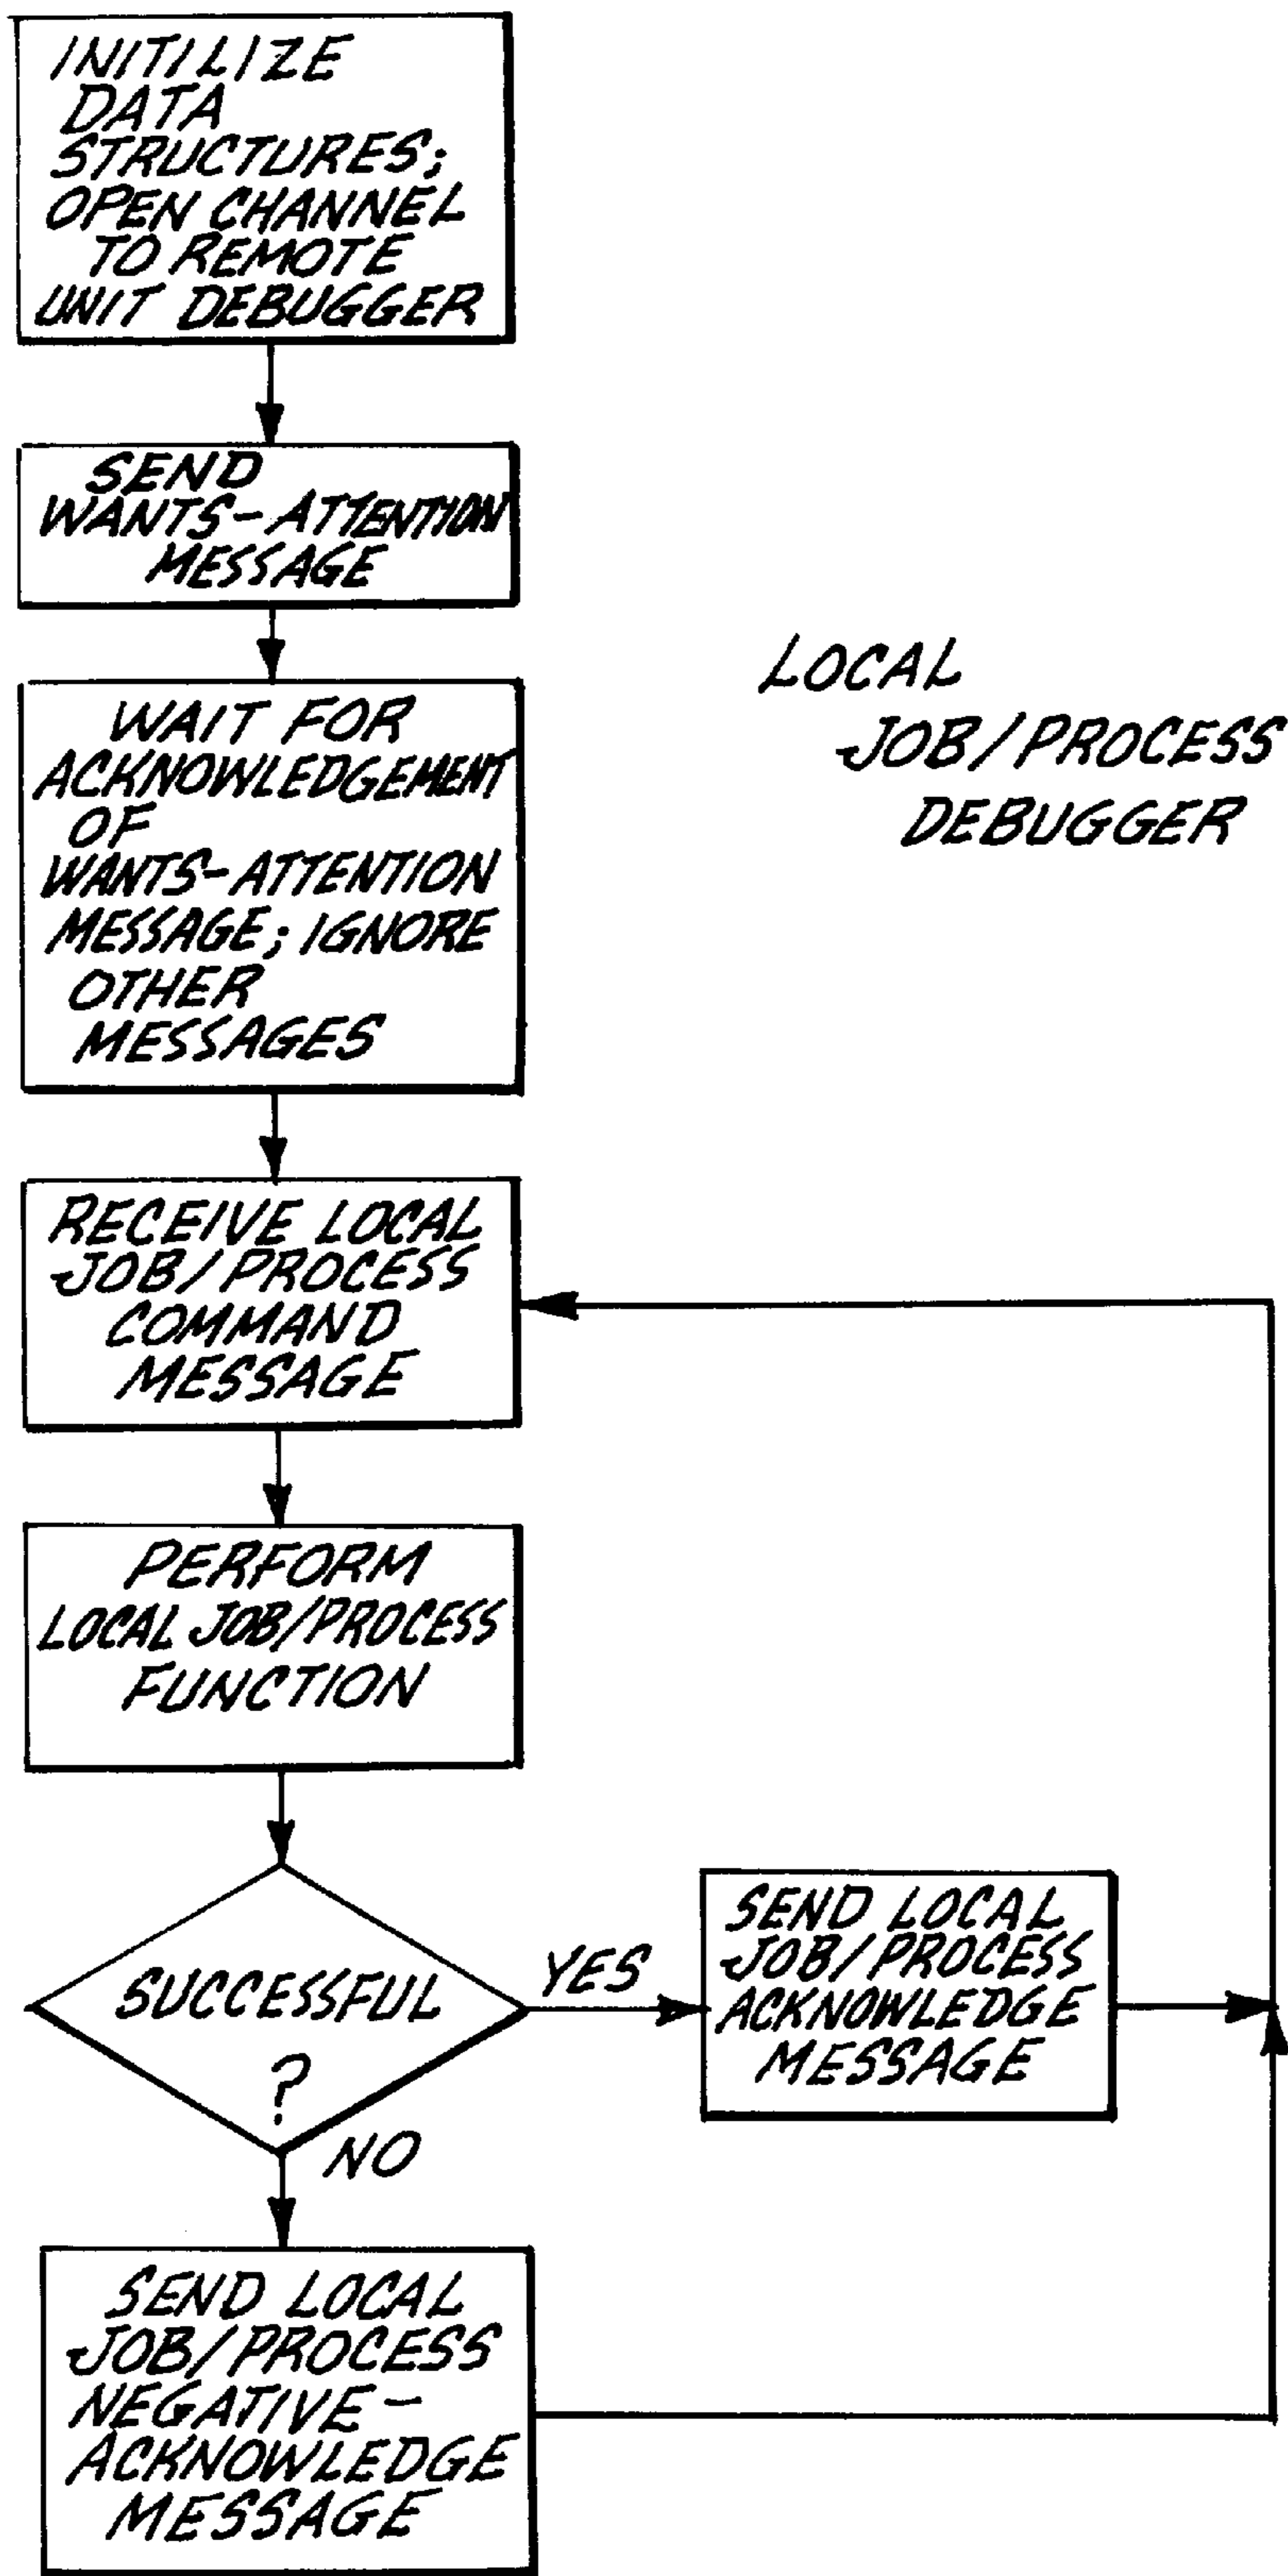 INITILIZE
DATA
STRUCTURES;
OPEN CHANNEL
TO REMOTE
UNIT DEBUGGER
SEND
WANTS-ATTENTION
MESSAGE
WAIT FOR
ACKNOWLEDGEMENT
OF
WANTS-ATTENTION
MESSAGE; IGNORE
OTHER
MESSAGES
LOCAL
JOB/PROCESS
DEBUGGER
RECEIVE LOCAL
JOB/PROCESS
COMMAND
MESSAGE
PERFORM
LOCAL JOB/PROCESS
FUNCTION
SUCCESSFUL
?
YES
SEND LOCAL
JOB/PROCESS
ACKNOWLEDGE
MESSAGE
NO
SEND LOCAL
JOB/PROCESS
NEGATIVE-
ACKNOWLEDGE
MESSAGE